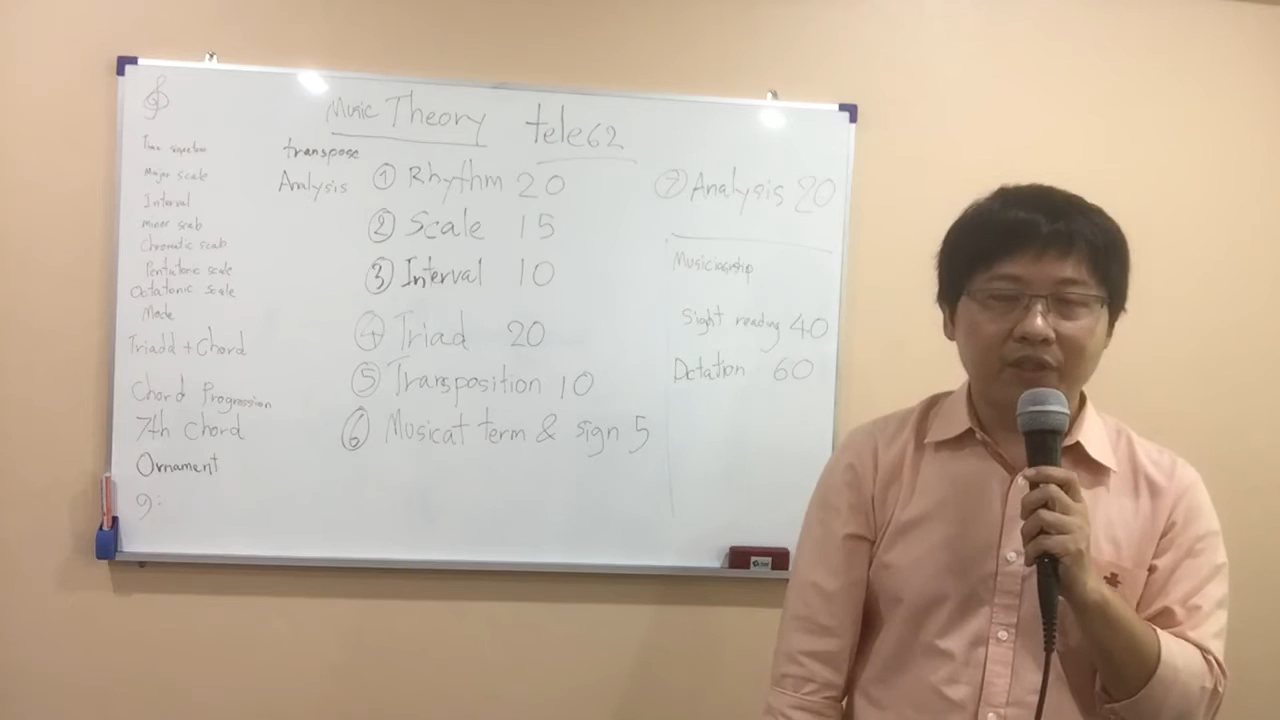 Music Theory tele62
Time signature
Major scale
Interval
Minor scale
Chromatic scale
Pentatonic scale
Octatonic scale
Mode
Triadd + Chord
Chord Progression
7th Chord
Ornament
transpose
Analysis
① Rhythm 20
② Scale 15
③ Interval 10
④ Triad 20
⑤ Transposition 10
⑥ Musical term & sign 5
⑦ Analysis 20
Sight reading 40
Dctation 60